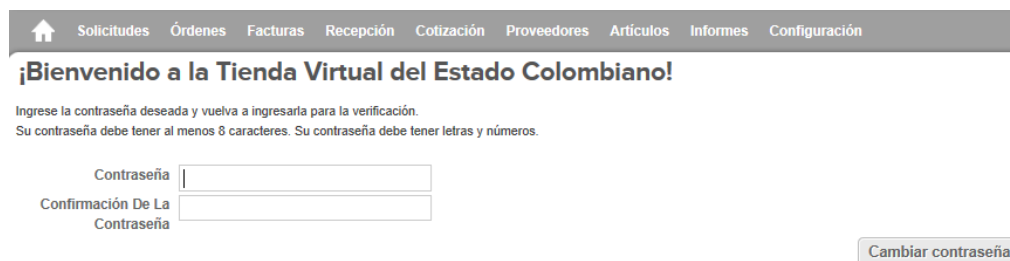 Solicitudes Órdenes Facturas Recepción Cotización Proveedores Artículos Informes Configuración
¡Bienvenido a la Tienda Virtual del Estado Colombiano!
Ingrese la contraseña deseada y vuelva a ingresarla para la verificación.
Su contraseña debe tener al menos 8 caracteres. Su contraseña debe tener letras y números.
Contraseña
Confirmación De La
Contraseña
Cambiar contraseña